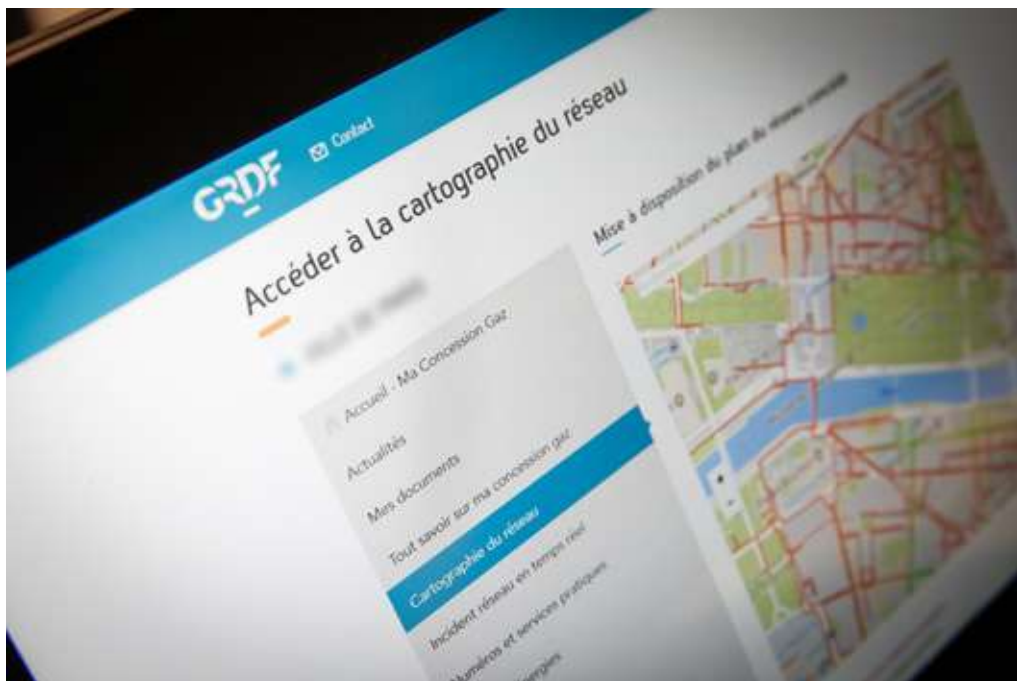 GRDF
Contact
Accéder à la cartographie du réseau
Accueil - Ma Concession Gaz
Actualités
Mes documents
Tout savoir sur ma concession gaz
Cartographie du réseau
Incident réseau en temps réel
Numéros et services pratiques
Mise à disposition du plan du réseau concédé